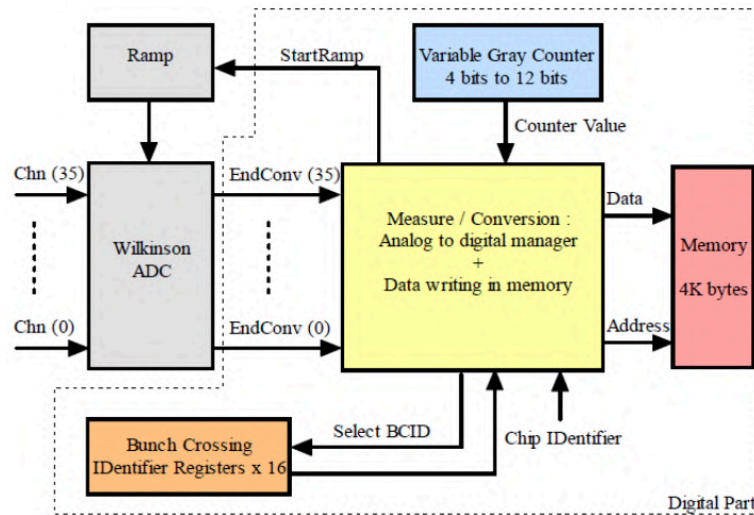 Ramp
StartRamp
Variable Gray Counter
4 bits to 12 bits
Counter Value
Chn (35)
EndConv (35)
Wilkinson
ADC
Measure / Conversion :
Analog to digital manager
+
Data writing in memory
Data
Memory
4K bytes
Chn (0)
EndConv (0)
Address
Bunch Crossing
IDentifier Registers x 16
Select BCID
Chip IDentifier
Digital Part